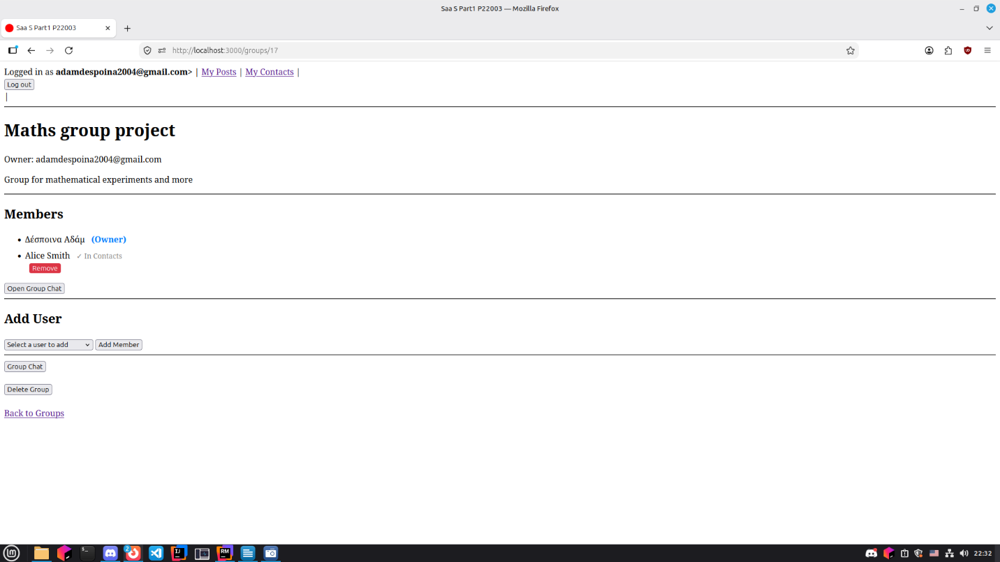 Saa S Part1 P22003 — Mozilla Firefox
Saa S Part1 P22003
http://localhost:3000/groups/17
Logged in as adamdespoina2004@gmail.com> | My Posts | My Contacts |
Log out
|
Maths group project
Owner: adamdespoina2004@gmail.com
Group for mathematical experiments and more
Members
• Δέσποινα Αδάμ (Owner)
• Alice Smith ✓ In Contacts
Remove
Open Group Chat
Add User
Select a user to add Add Member
Group Chat
Delete Group
Back to Groups
2 IJ RM 22:32